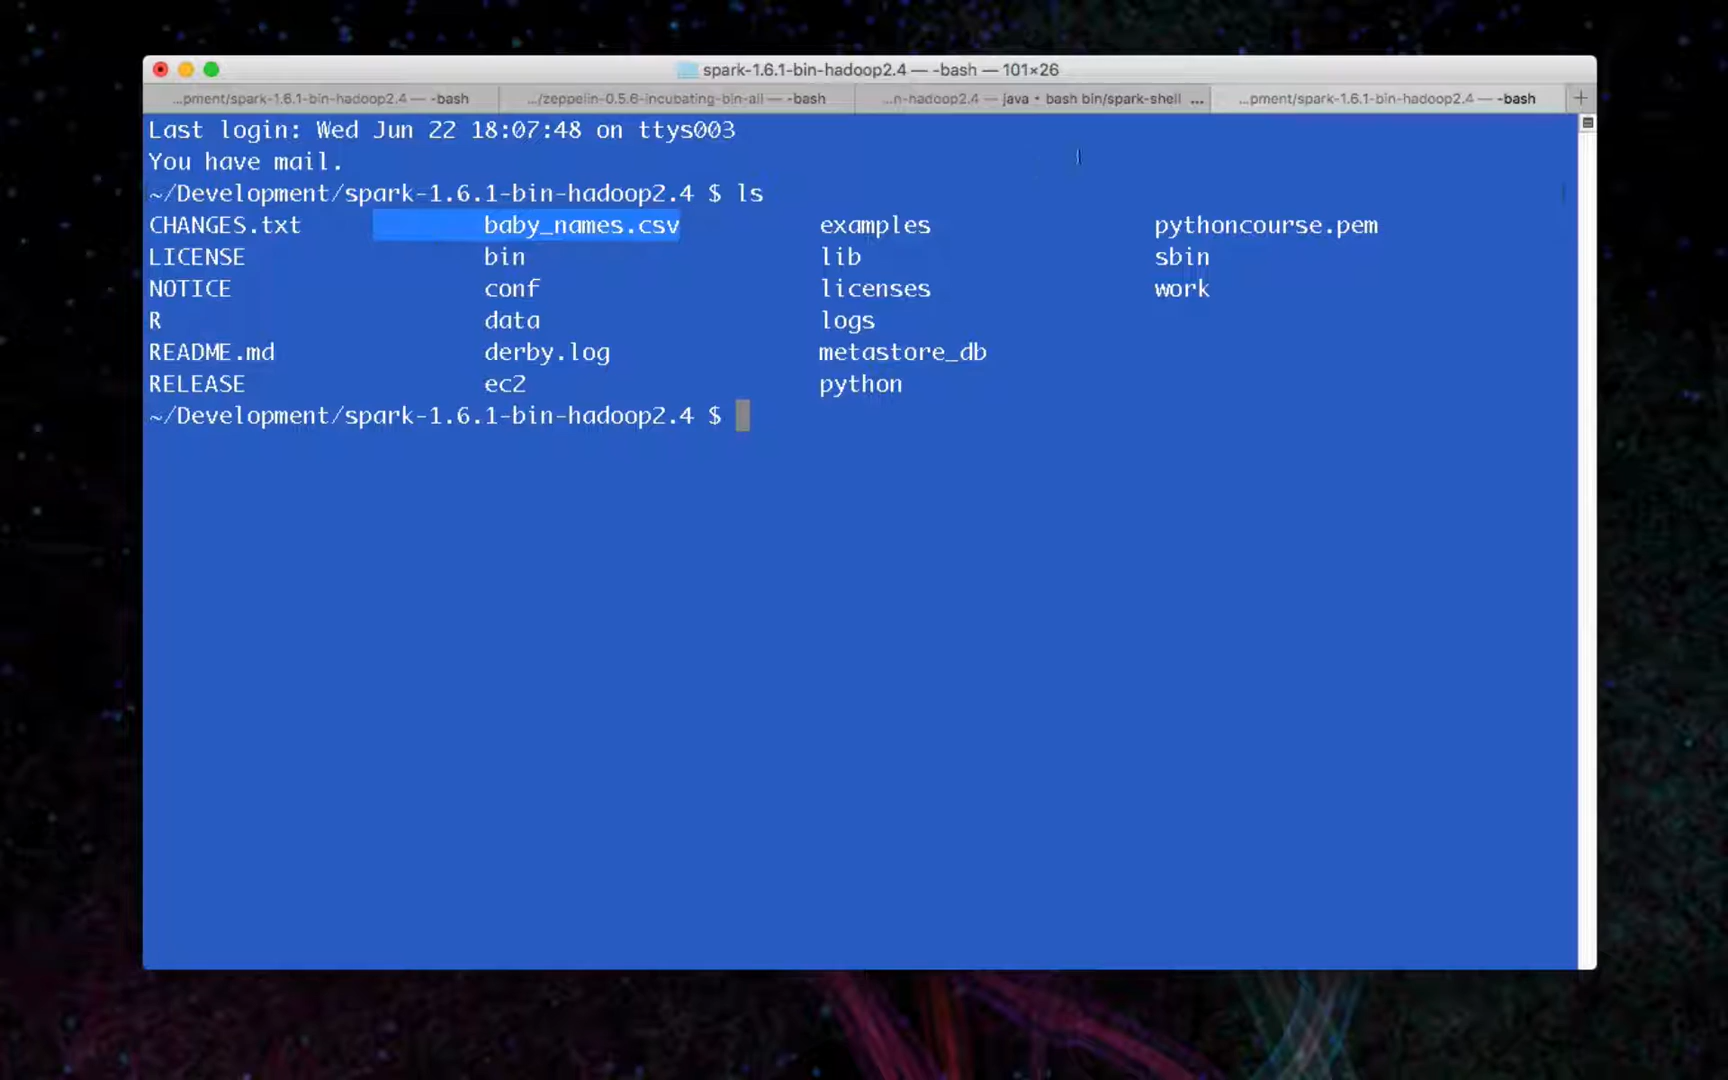 spark-1.6.1-bin-hadoop2.4 — -bash — 101×26
...pment/spark-1.6.1-bin-hadoop2.4 — -bash .../zeppelin-0.5.6-incubating-bin-all — -bash ...n-hadoop2.4 — java • bash bin/spark-shell ... ...pment/spark-1.6.1-bin-hadoop2.4 — -bash +
Last login: Wed Jun 22 18:07:48 on ttys003
You have mail.
~/Development/spark-1.6.1-bin-hadoop2.4 $ ls
CHANGES.txt baby_names.csv examples pythoncourse.pem
LICENSE bin lib sbin
NOTICE conf licenses work
R data logs
README.md derby.log metastore_db
RELEASE ec2 python
~/Development/spark-1.6.1-bin-hadoop2.4 $